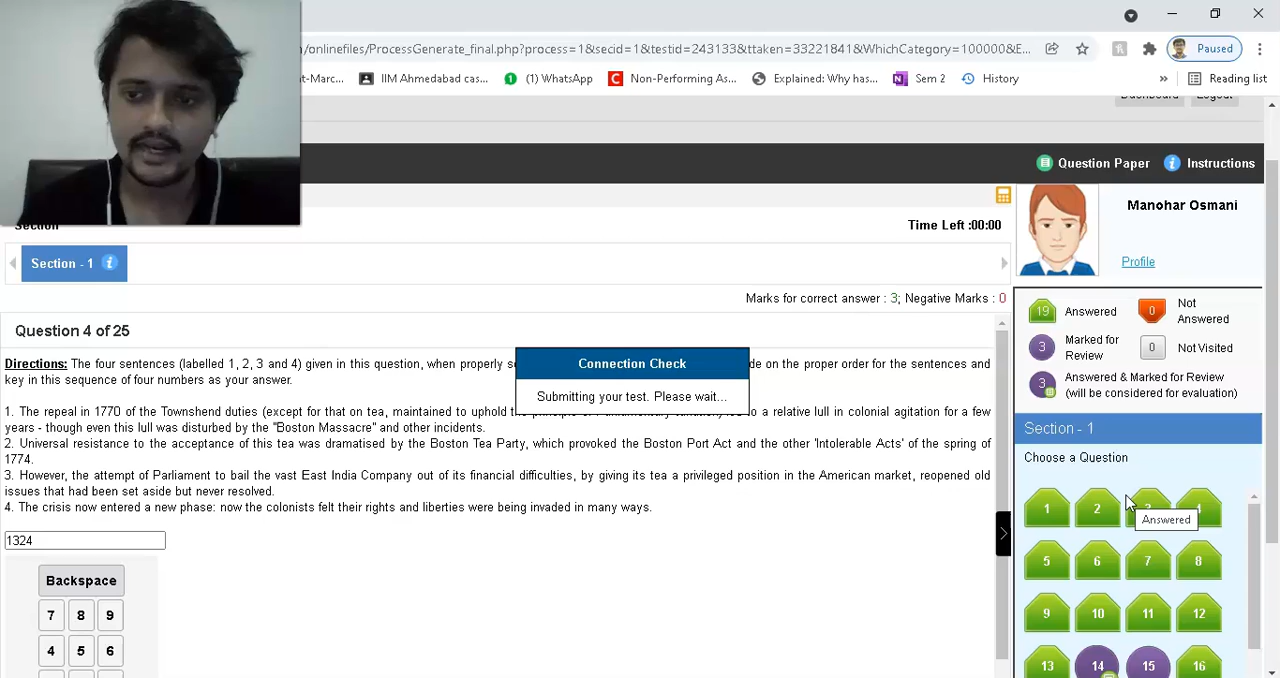 Paused
/onlinefiles/ProcessGenerate_final.php?process=1&secid=1&testid=243133&tttaken=33221841&WhichCategory=100000&E...
nt-Marc... IIM Ahmedabad cas... (1) WhatsApp Non-Performing As... Explained: Why has... Sem 2 History » Reading list
Dashboard Logout
Question Paper Instructions
Section
Time Left :00:00
Manohar Osmani
Section - 1
Profile
Marks for correct answer : 3; Negative Marks : 0
19 Answered 0 Not Answered
3 Marked for Review 0 Not Visited
3 Answered & Marked for Review (will be considered for evaluation)
Question 4 of 25
Directions: The four sentences (labelled 1, 2, 3 and 4) given in this question, when properly s de on the proper order for the sentences and
key in this sequence of four numbers as your answer.
Connection Check
Submitting your test. Please wait...
1. The repeal in 1770 of the Townshend duties (except for that on tea, maintained to uphold to a relative lull in colonial agitation for a few
years - though even this lull was disturbed by the "Boston Massacre" and other incidents.
2. Universal resistance to the acceptance of this tea was dramatized by the Boston Tea Party, which provoked the Boston Port Act and the other 'Intolerable Acts' of the spring of
1774.
3. However, the attempt of Parliament to bail the vast East India Company out of its financial difficulties, by giving its tea a privileged position in the American market, reopened old
issues that had been set aside but never resolved.
4. The crisis now entered a new phase: now the colonists felt their rights and liberties were being invaded in many ways.
1324
Backspace
7 8 9
4 5 6
Section - 1
Choose a Question
1 2 3 4
Answered
5 6 7 8
9 10 11 12
13 14 15 16